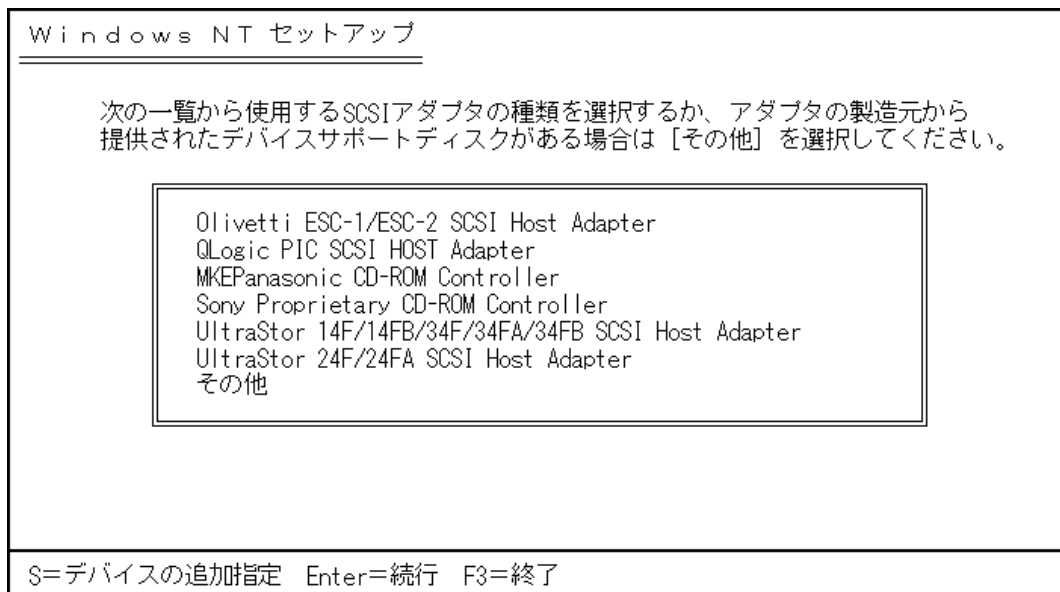 Ｗｉｎｄｏｗｓ　ＮＴ セットアップ
次の一覧から使用するSCSIアダプタの種類を選択するか、アダプタの製造元から
提供されたデバイスサポートディスクがある場合は［その他］を選択してください。
Olivetti ESC-1/ESC-2 SCSI Host Adapter
QLogic PIC SCSI HOST Adapter
MKEPanasonic CD-ROM Controller
Sony Proprietary CD-ROM Controller
UltraStor 14F/14FB/34F/34FA/34FB SCSI Host Adapter
UltraStor 24F/24FA SCSI Host Adapter
その他
S＝デバイスの追加指定　Enter＝続行　F3＝終了